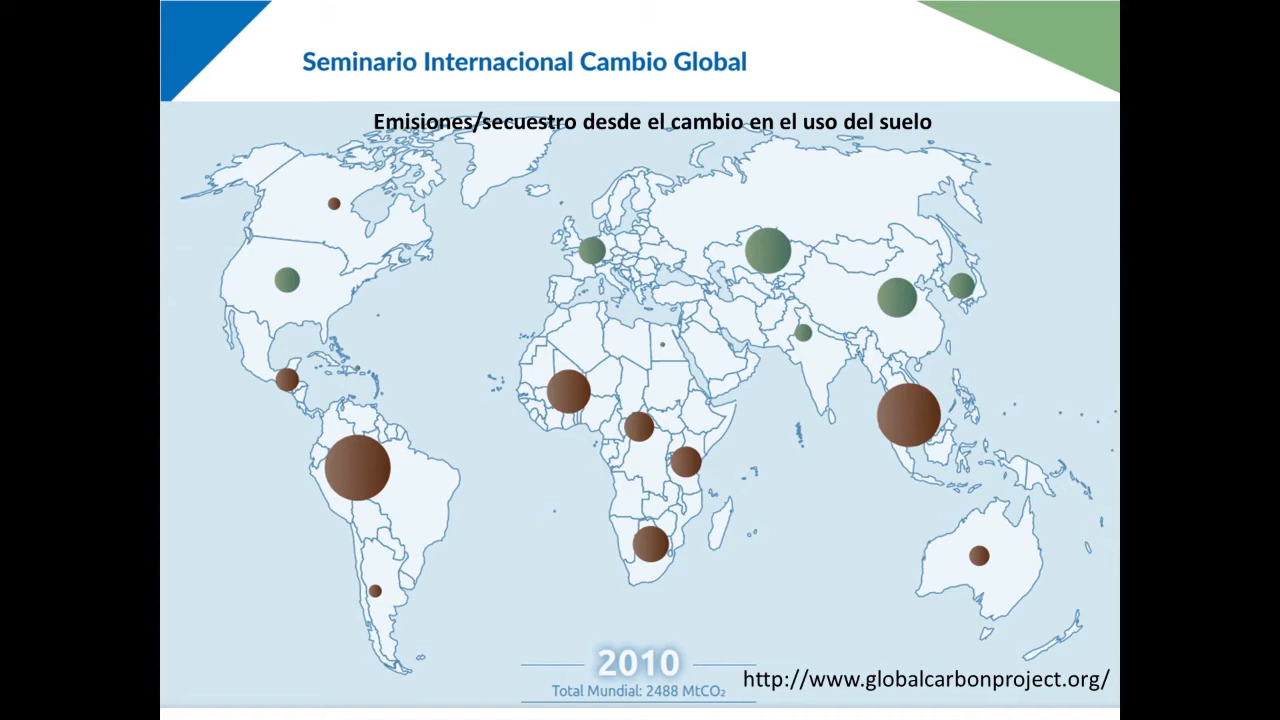 Seminario Internacional Cambio Global
Emisiones/secuestro desde el cambio en el uso del suelo
2010
Total Mundial: 2488 MtCO₂
http://www.globalcarbonproject.org/